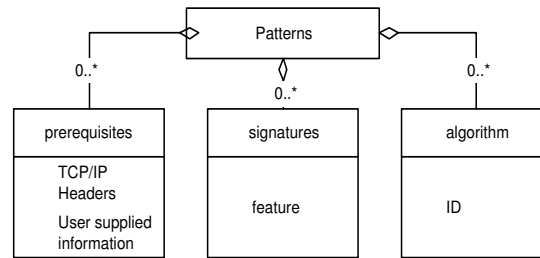 Patterns
0..*
0..*
0..*
prerequisites
TCP/IP
Headers
User supplied
information
signatures
feature
algorithm
ID